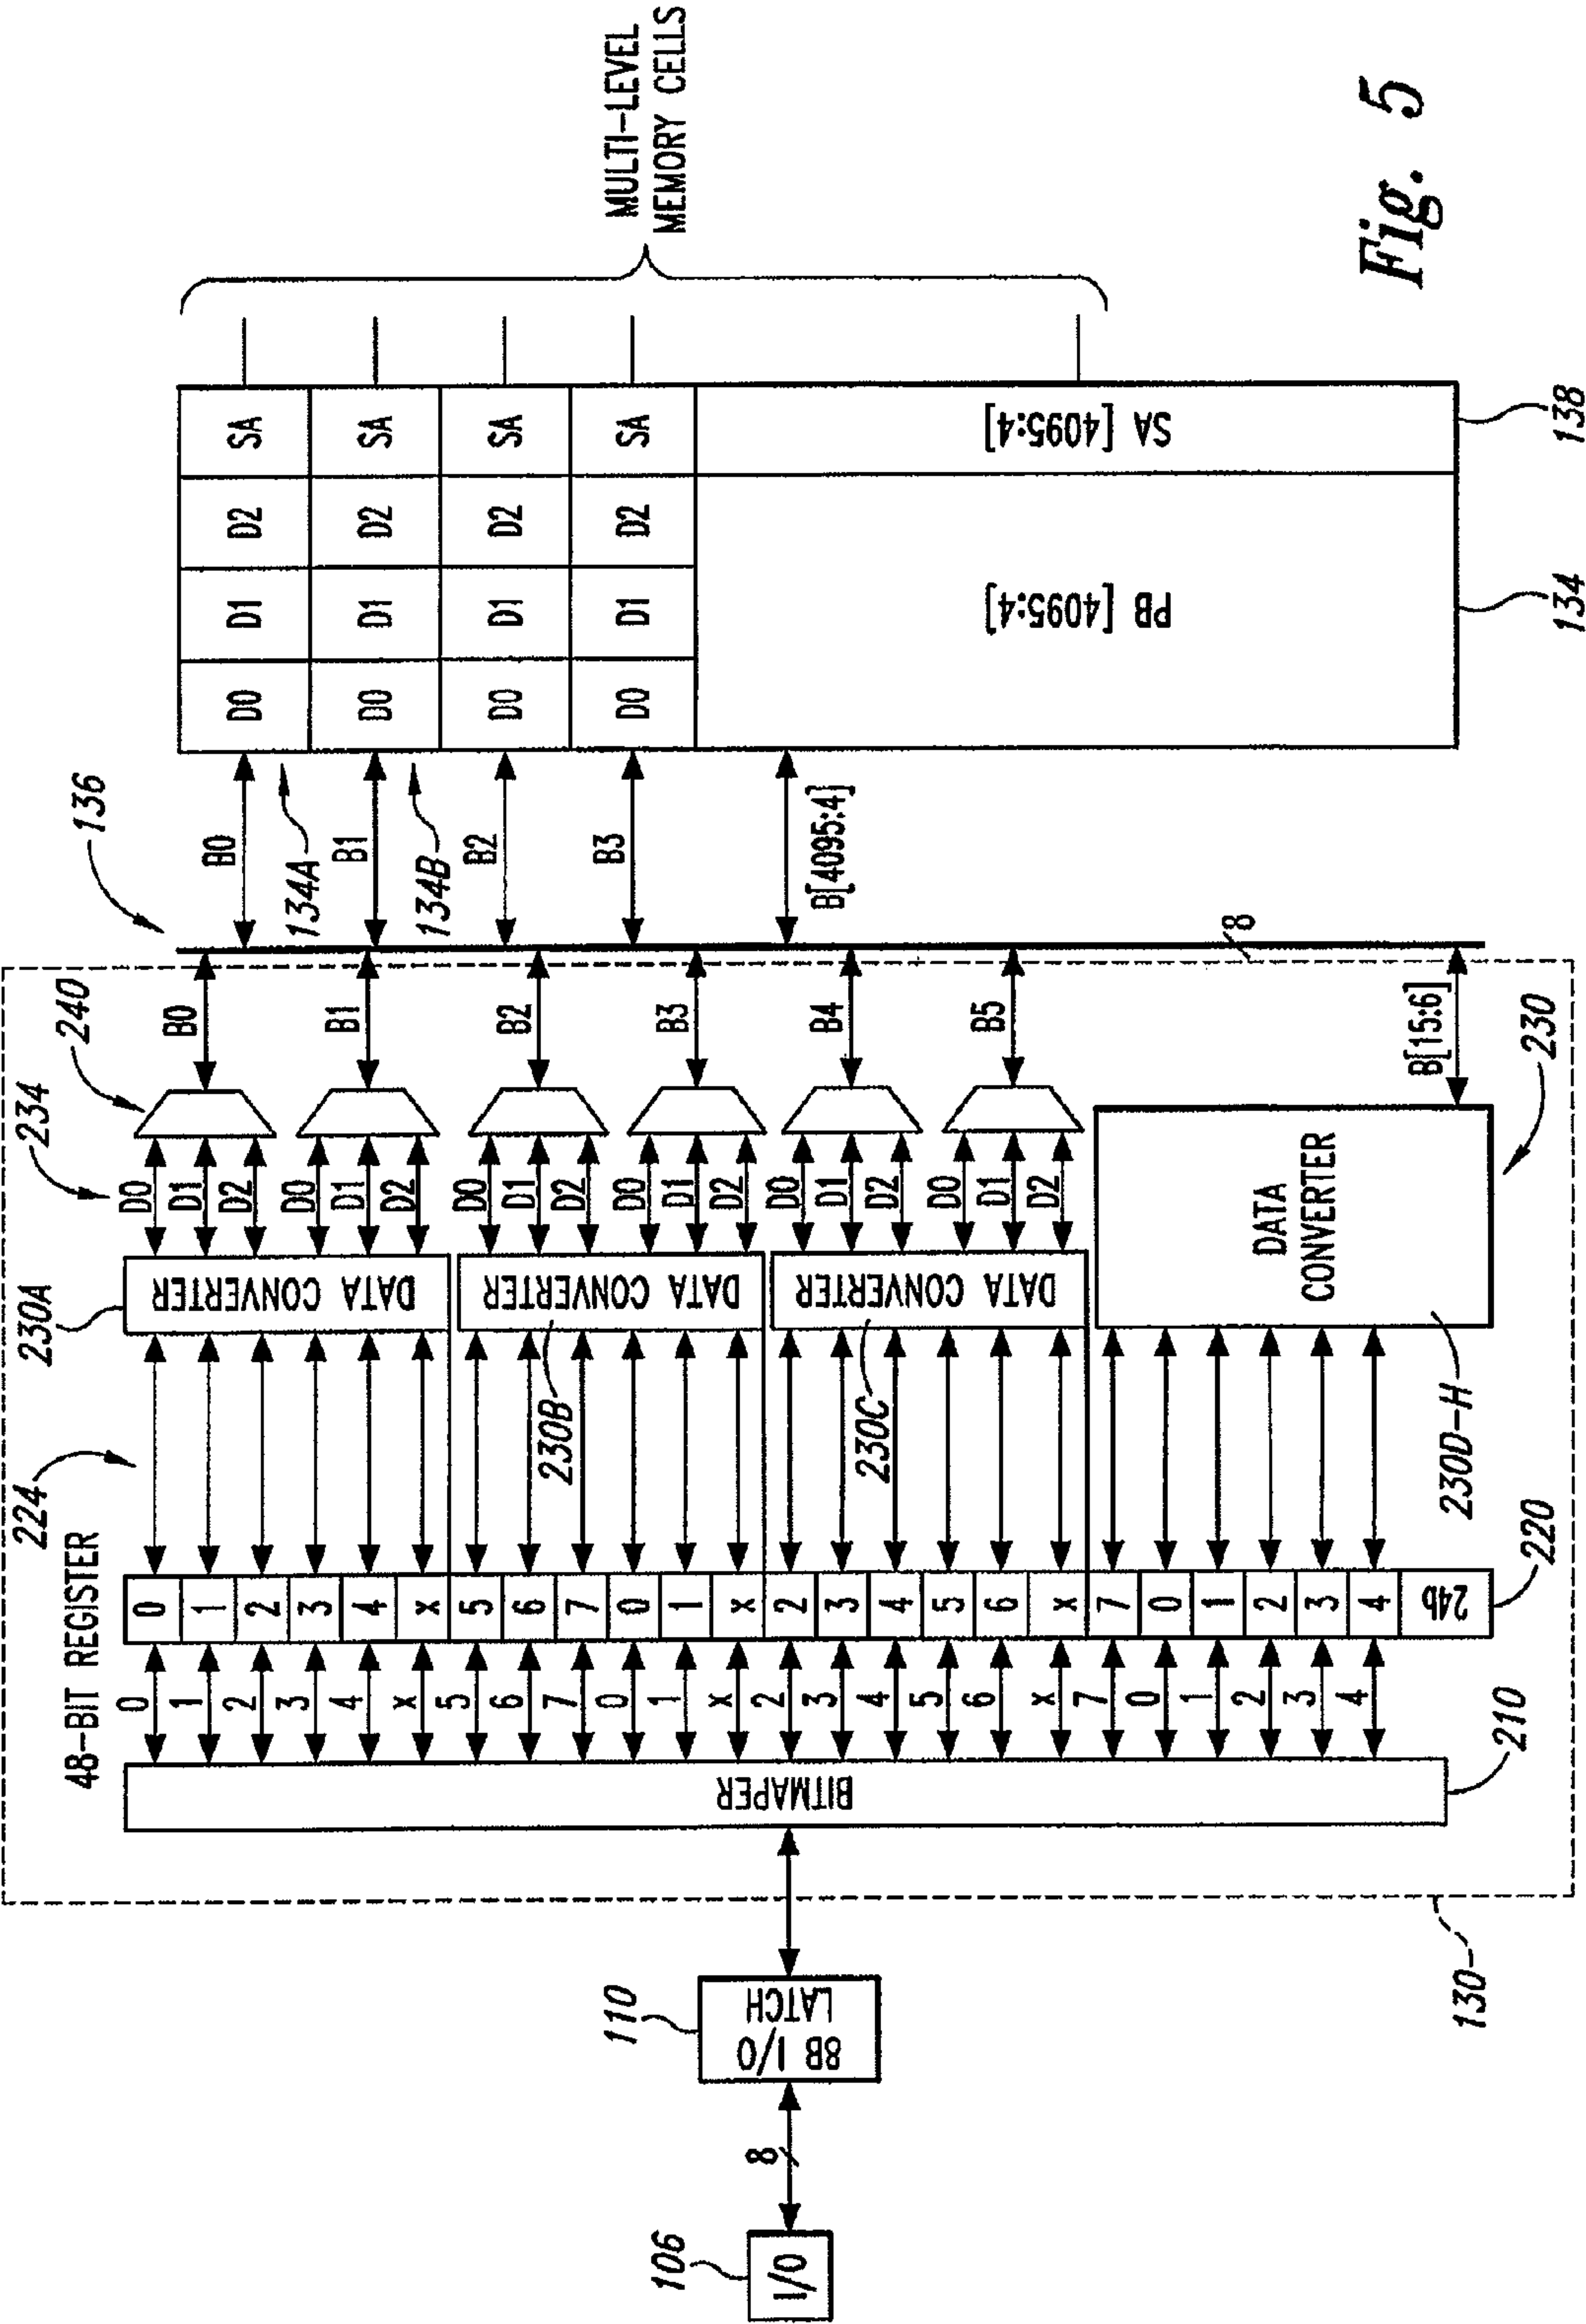 Fig. 5
130
136
48-BIT REGISTER
224
230A
234
240
I/O
106
8
8B I/O
LATCH
110
BITMAPER
210
0
1
2
3
4
x
5
6
7
0
1
x
2
3
4
5
6
x
7
0
1
2
3
4
0
1
2
3
4
x
5
6
7
0
1
x
2
3
4
5
6
x
7
0
1
2
3
4
24b
220
DATA CONVERTER
DATA CONVERTER
230B
DATA CONVERTER
230C
DATA
CONVERTER
230D-H
230
D0
D1
D2
D0
D1
D2
D0
D1
D2
D0
D1
D2
D0
D1
D2
D0
D1
D2
B0
B1
B2
B3
B4
B5
B[15:6]
8
B0
134A
B1
134B
B2
B3
B[4095:4]
D0 D1 D2 SA
D0 D1 D2 SA
D0 D1 D2 SA
D0 D1 D2 SA
PB [4095:4]
SA [4095:4]
134
138
MULTI-LEVEL
MEMORY CELLS